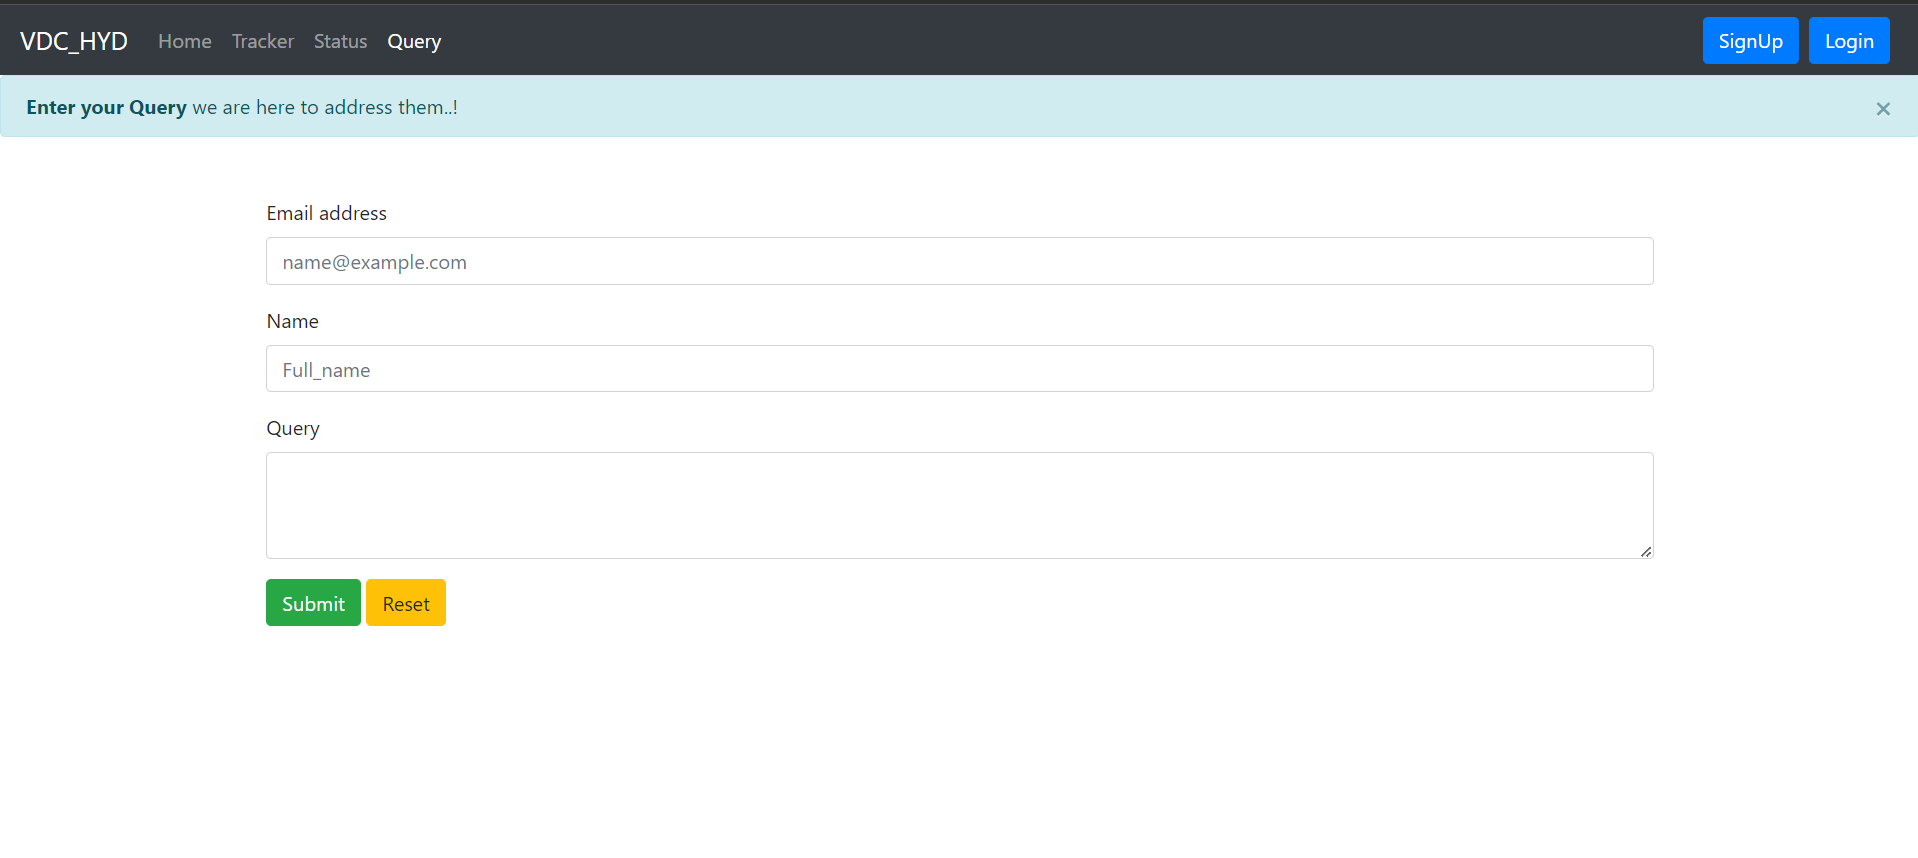 VDC_HYD Home Tracker Status Query SignUp Login
Enter your Query we are here to address them..! ×
Email address
name@example.com
Name
Full_name
Query
Submit Reset